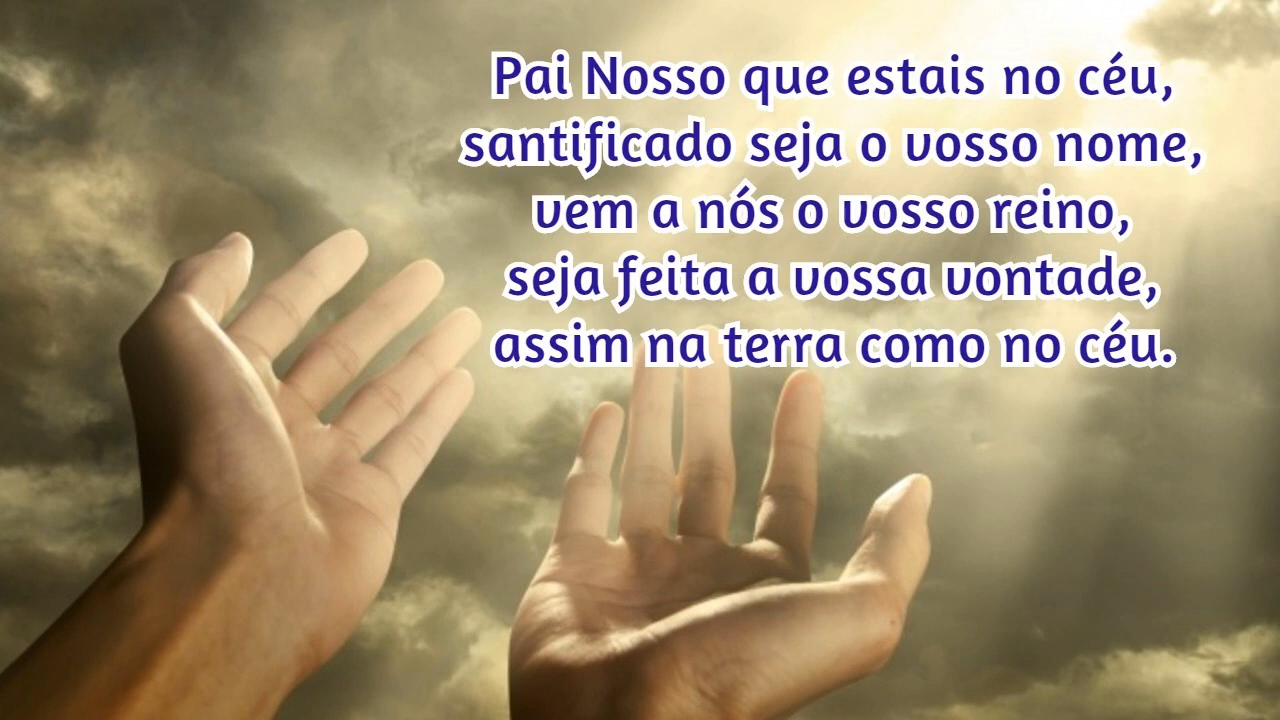 Pai Nosso que estais no céu,
santificado seja o vosso nome,
vem a nós o vosso reino,
seja feita a vossa vontade,
assim na terra como no céu.